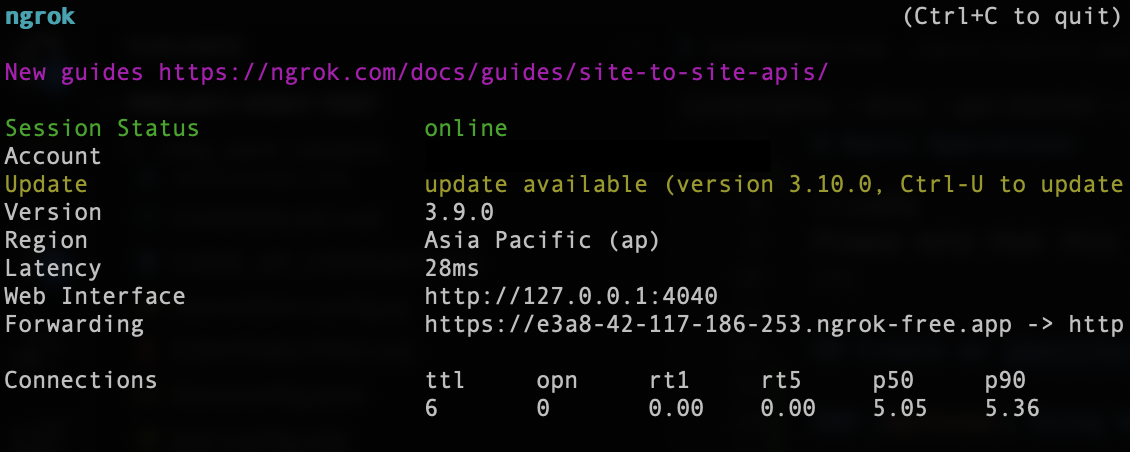 ngrok (Ctrl+C to quit)
New guides https://ngrok.com/docs/guides/site-to-site-apis/
Session Status online
Account
Update update available (version 3.10.0, Ctrl-U to update
Version 3.9.0
Region Asia Pacific (ap)
Latency 28ms
Web Interface http://127.0.0.1:4040
Forwarding https://e3a8-42-117-186-253.ngrok-free.app -> http
Connections ttl opn rt1 rt5 p50 p90
6 0 0.00 0.00 5.05 5.36